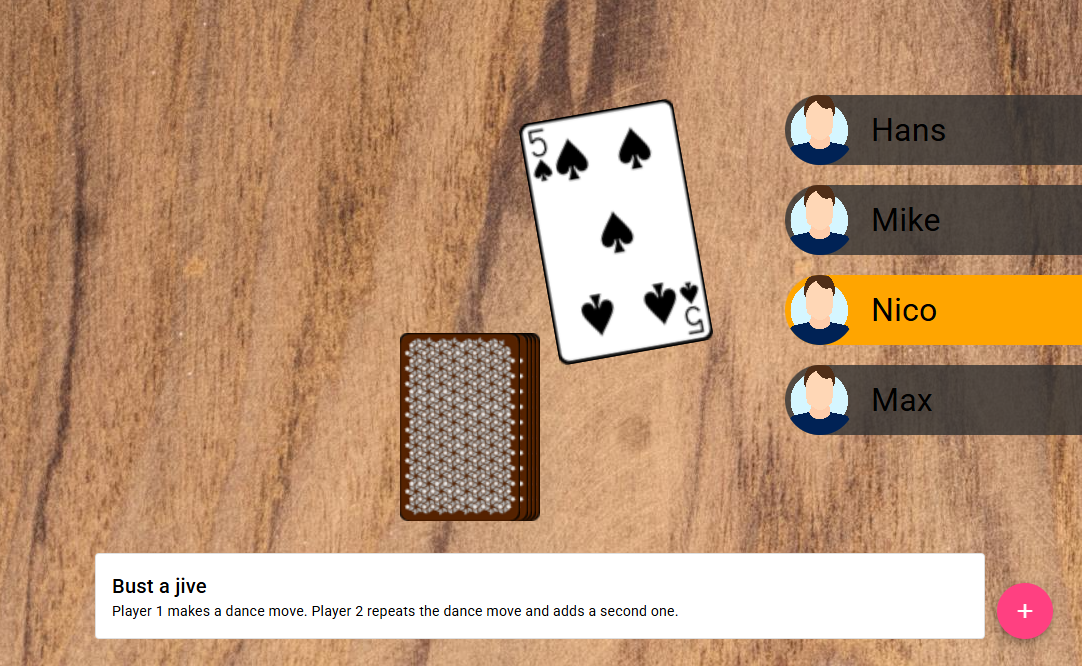 5
Hans
Mike
Nico
5
Max
Bust a jive
Player 1 makes a dance move. Player 2 repeats the dance move and adds a second one.
+